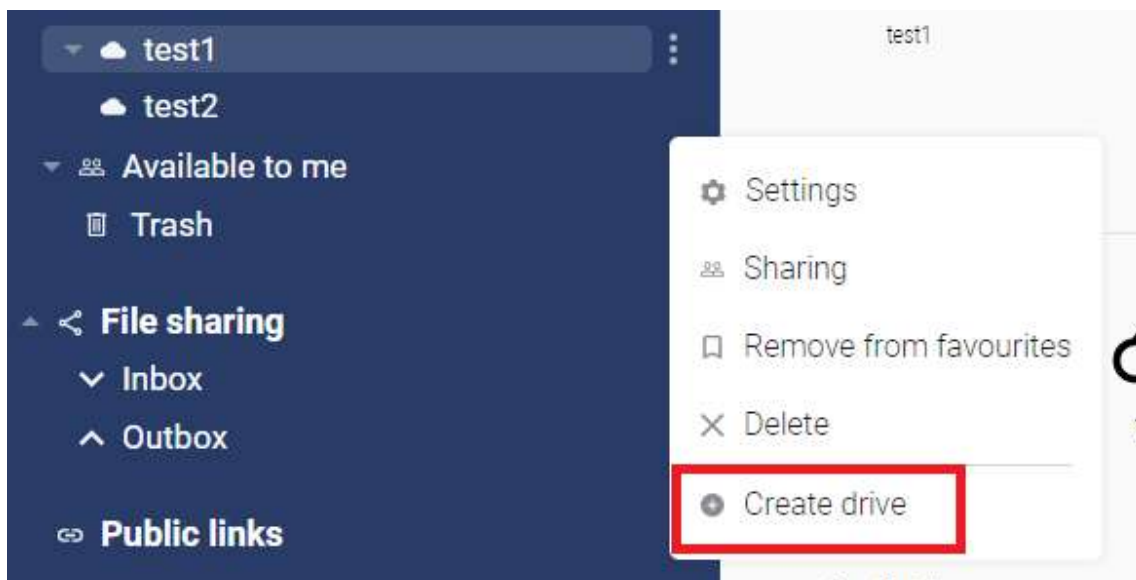 test1
test2
Available to me
Trash
File sharing
Inbox
Outbox
Public links
test1
Settings
Sharing
Remove from favourites
Delete
Create drive